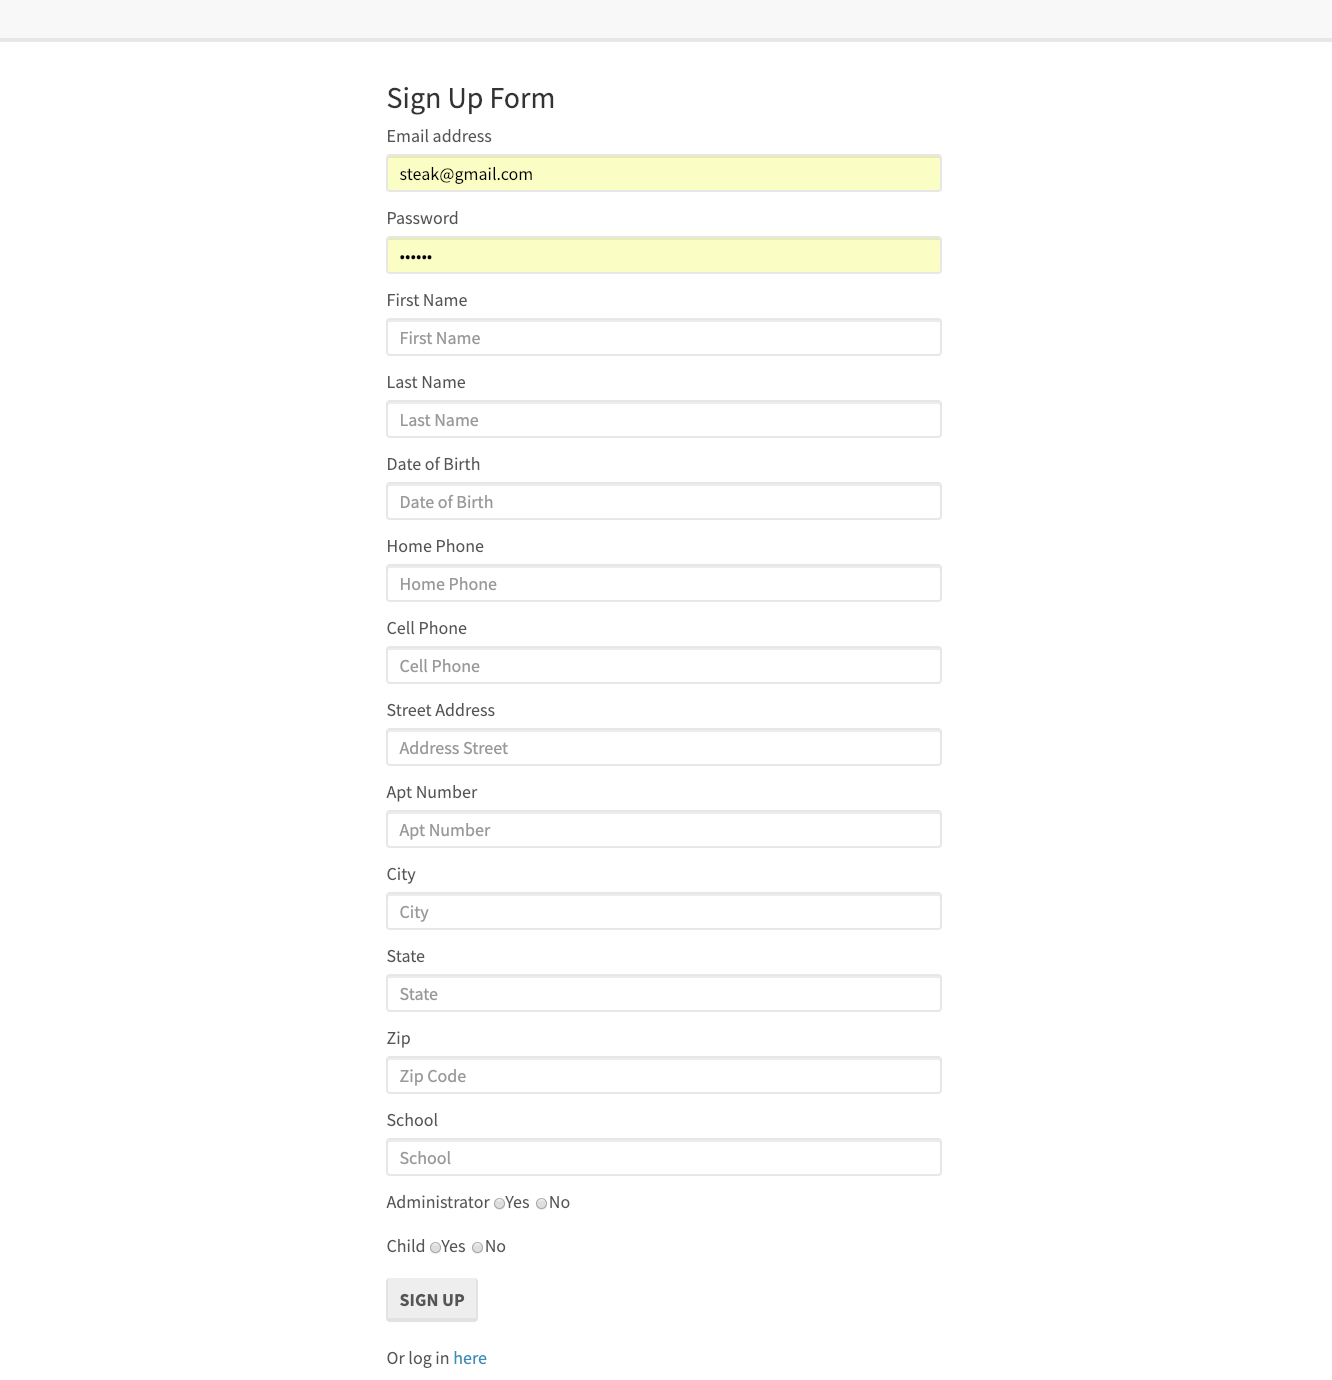 Sign Up Form
Email address
steak@gmail.com
Password
••••••
First Name
First Name
Last Name
Last Name
Date of Birth
Date of Birth
Home Phone
Home Phone
Cell Phone
Cell Phone
Street Address
Address Street
Apt Number
Apt Number
City
City
State
State
Zip
Zip Code
School
School
Administrator Yes No
Child Yes No
SIGN UP
Or log in here